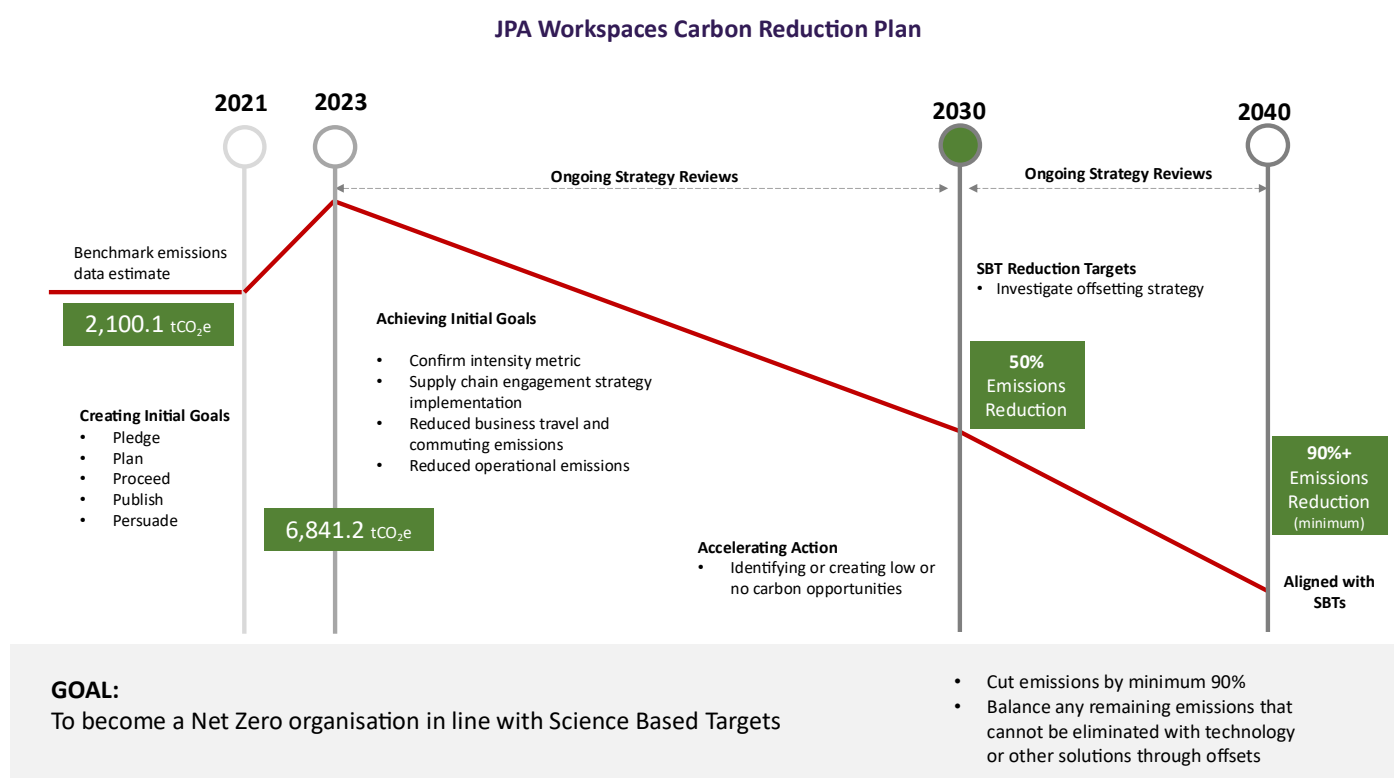 JPA Workspaces Carbon Reduction Plan
2021
2023
2030
2040
Ongoing Strategy Reviews
Ongoing Strategy Reviews
Benchmark emissions
data estimate
2,100.1 tCO₂e
Creating Initial Goals
• Pledge
• Plan
• Proceed
• Publish
• Persuade
Achieving Initial Goals
• Confirm intensity metric
• Supply chain engagement strategy
implementation
• Reduced business travel and
commuting emissions
• Reduced operational emissions
6,841.2 tCO₂e
Accelerating Action
• Identifying or creating low or
no carbon opportunities
SBT Reduction Targets
• Investigate offsetting strategy
50%
Emissions
Reduction
90%+
Emissions
Reduction
(minimum)
Aligned with
SBTs
GOAL:
To become a Net Zero organisation in line with Science Based Targets
• Cut emissions by minimum 90%
• Balance any remaining emissions that
cannot be eliminated with technology
or other solutions through offsets